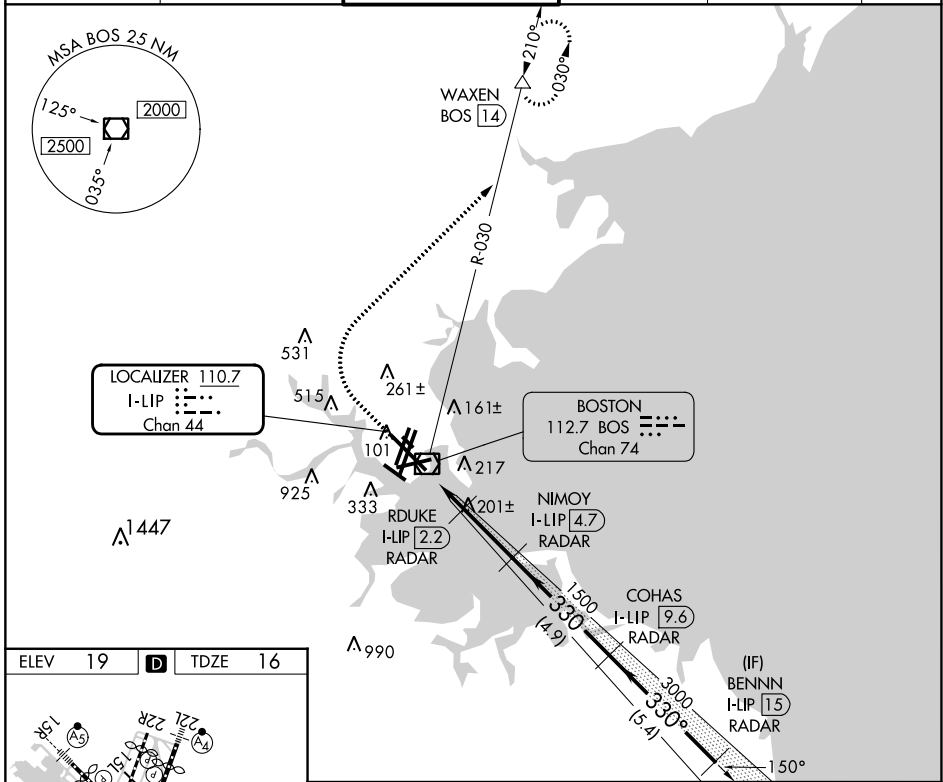 MSA BOS 25 NM
125°
2000
2500
035°
210°
030°
WAXEN
BOS 14
R-030
531
515
261±
161±
LOCALIZER 110.7
I-LIP
Chan 44
BOSTON
112.7 BOS
Chan 74
101
217
925
333
201±
1447
RDUKE
I-LIP 2.2
RADAR
NIMOY
I-LIP 4.7
RADAR
1500
330
(4.9)
COHAS
I-LIP 9.6
RADAR
990
3000
330°
(5.4)
(IF)
BENNN
I-LIP 15
RADAR
150°
ELEV 19 D TDZE 16
15R
A5
15L
22R
22L
A4
P
P